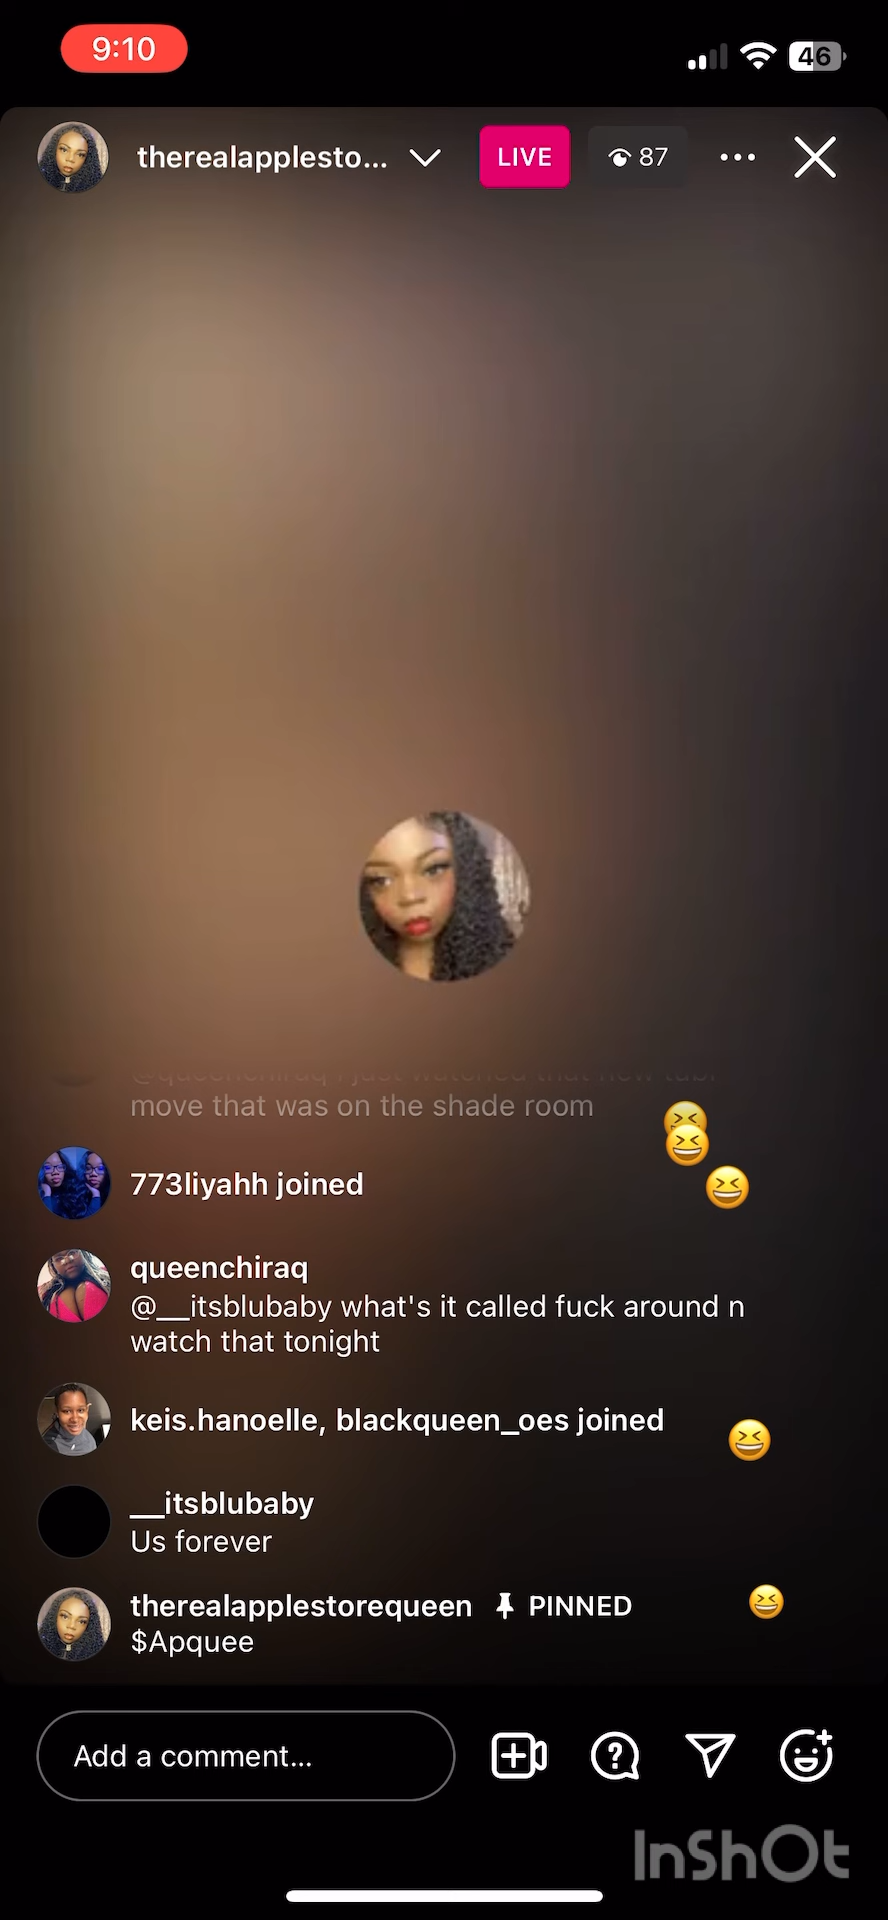 9:10
46
therealapplesto...
LIVE
87
move that was on the shade room
773liyahh joined
queenchiraq
@__itsblubaby what's it called fuck around n
watch that tonight
keis.hanoelle, blackqueen_oes joined
__itsblubaby
Us forever
therealapplestorequeen PINNED
$Apquee
Add a comment...
InShOt